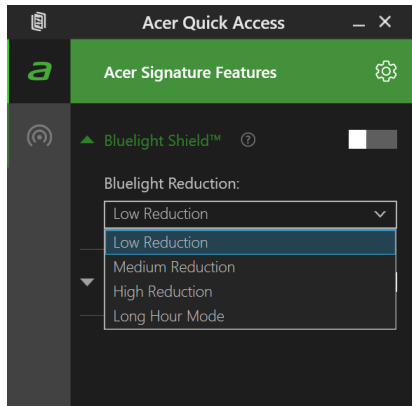 Acer Quick Access
a
Acer Signature Features
Bluelight Shield™ ?
Bluelight Reduction:
Low Reduction
Low Reduction
Medium Reduction
High Reduction
Long Hour Mode